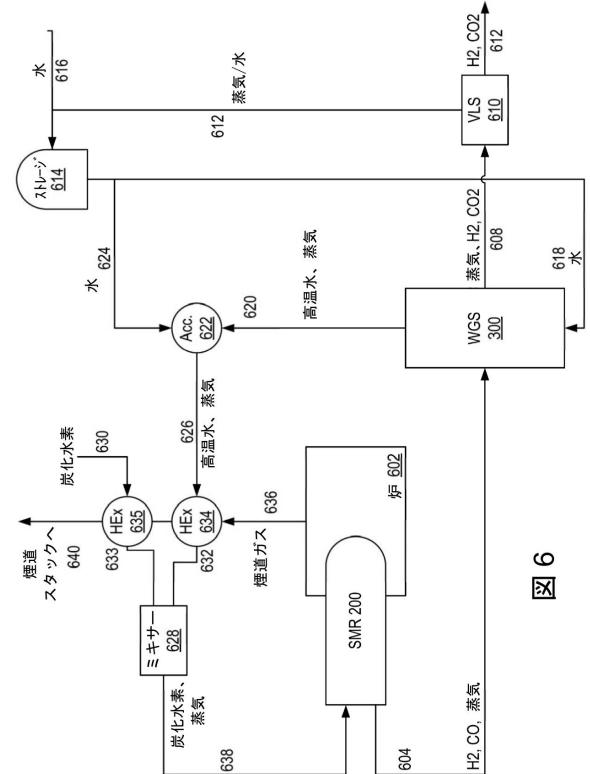 水
616
ストレージ
614
蒸気/水
612
H2, CO2
612
VLS
610
水
624
蒸気、H2, CO2
608
618
水
Acc.
622
620
高温水、蒸気
WGS
300
626
高温水、蒸気
炭化水素
630
HEx
635
HEx
634
636
煙道ガス
炉 602
煙道
スタックへ
640
633
632
ミキサー
628
SMR 200
炭化水素、
蒸気
638
604
H2, CO, 蒸気
図 6